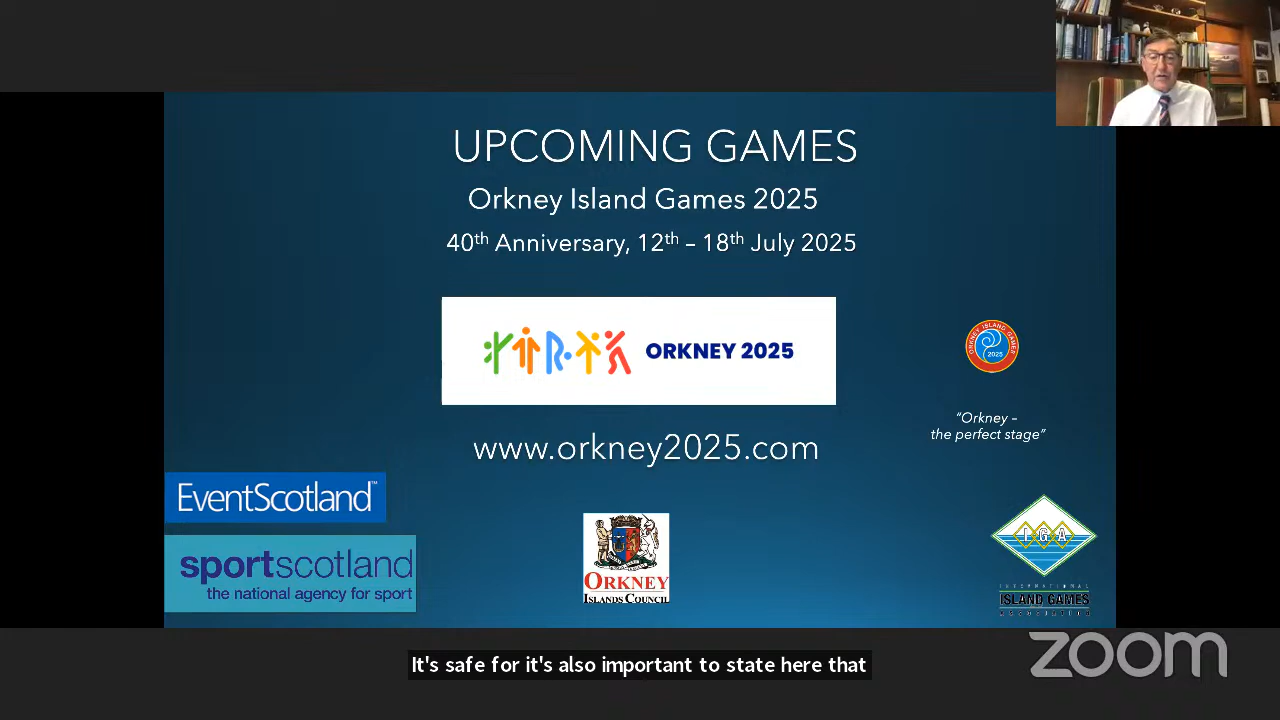 UPCOMING GAMES
Orkney Island Games 2025
40th Anniversary, 12th – 18th July 2025
ORKNEY 2025
ORKNEY ISLAND GAMES
2025
“Orkney –
the perfect stage”
www.orkney2025.com
EventScotland™
sportscotland
the national agency for sport
ORKNEY
ISLANDS COUNCIL
IGA
INTERNATIONAL
ISLAND GAMES
ASSOCIATION
zoom
It's safe for it's also important to state here that